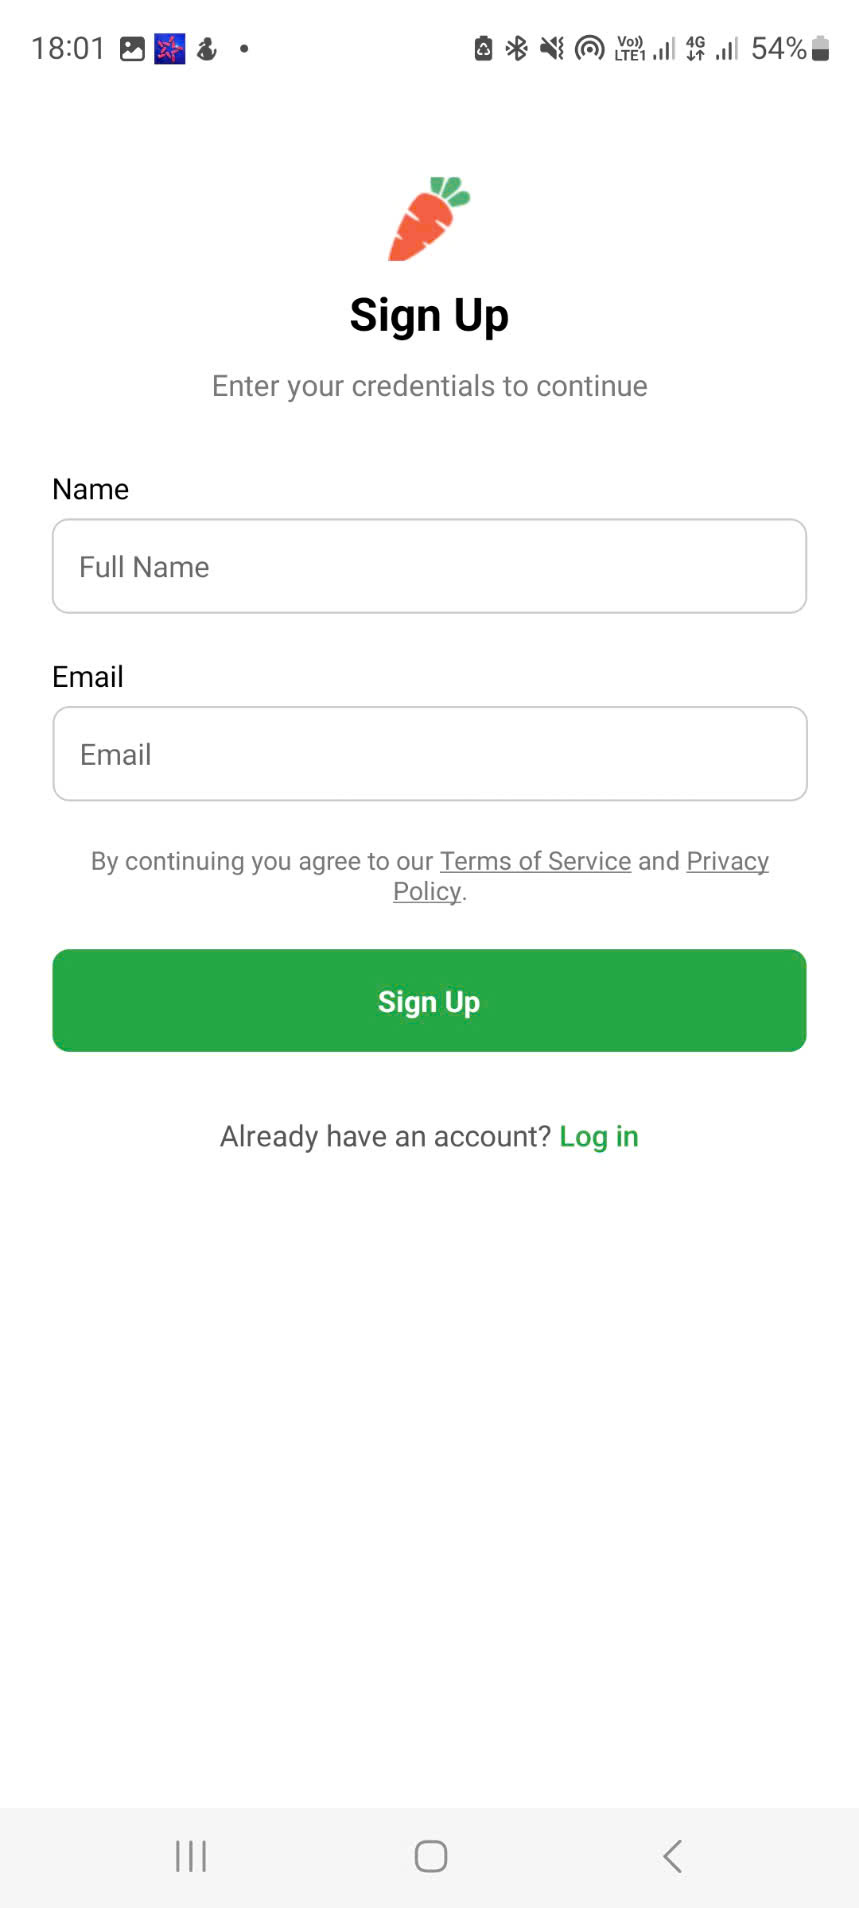 18:01
Vo)) LTE1 4G 54%
Sign Up
Enter your credentials to continue
Name
Full Name
Email
Email
By continuing you agree to our Terms of Service and Privacy
Policy.
Sign Up
Already have an account? Log in